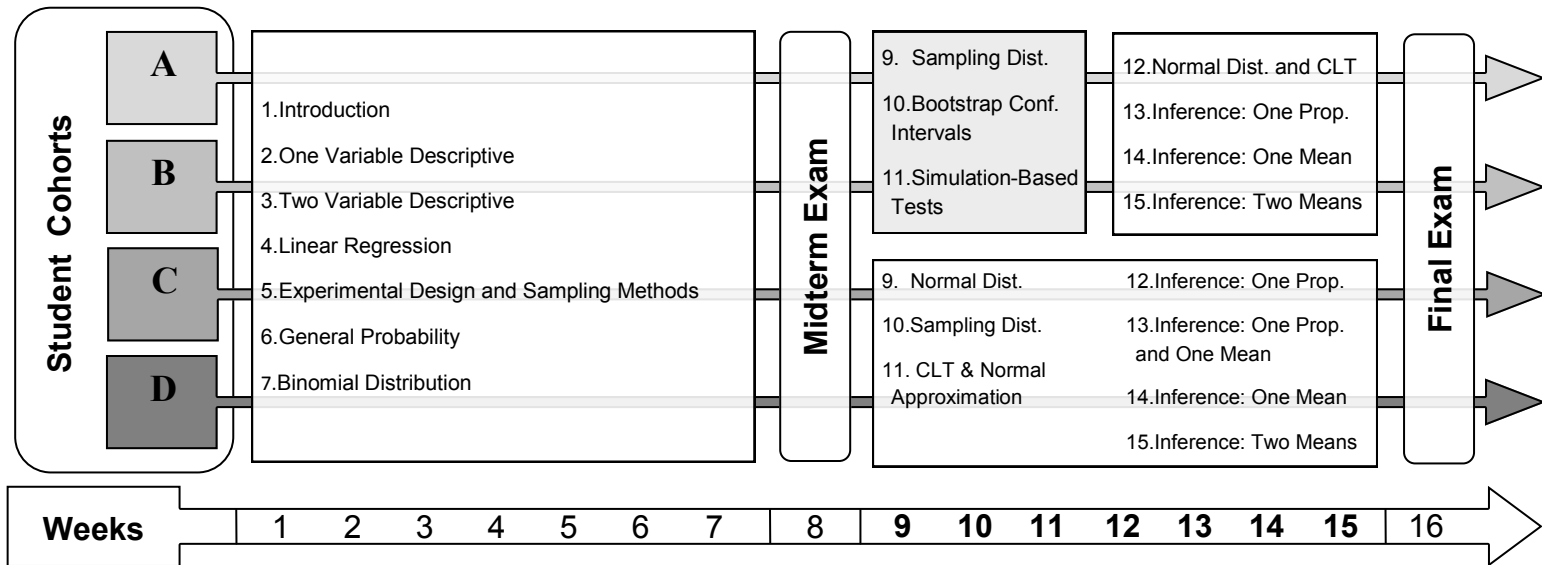 Student Cohorts
A
B
C
D
1.Introduction
2.One Variable Descriptive
3.Two Variable Descriptive
4.Linear Regression
5.Experimental Design and Sampling Methods
6.General Probability
7.Binomial Distribution
Midterm Exam
9. Sampling Dist.
10.Bootstrap Conf.
Intervals
11.Simulation-Based
Tests
12.Normal Dist. and CLT
13.Inference: One Prop.
14.Inference: One Mean
15.Inference: Two Means
9. Normal Dist.
10.Sampling Dist.
11. CLT & Normal
Approximation
12.Inference: One Prop.
13.Inference: One Prop.
and One Mean
14.Inference: One Mean
15.Inference: Two Means
Final Exam
Weeks 1 2 3 4 5 6 7 8 9 10 11 12 13 14 15 16